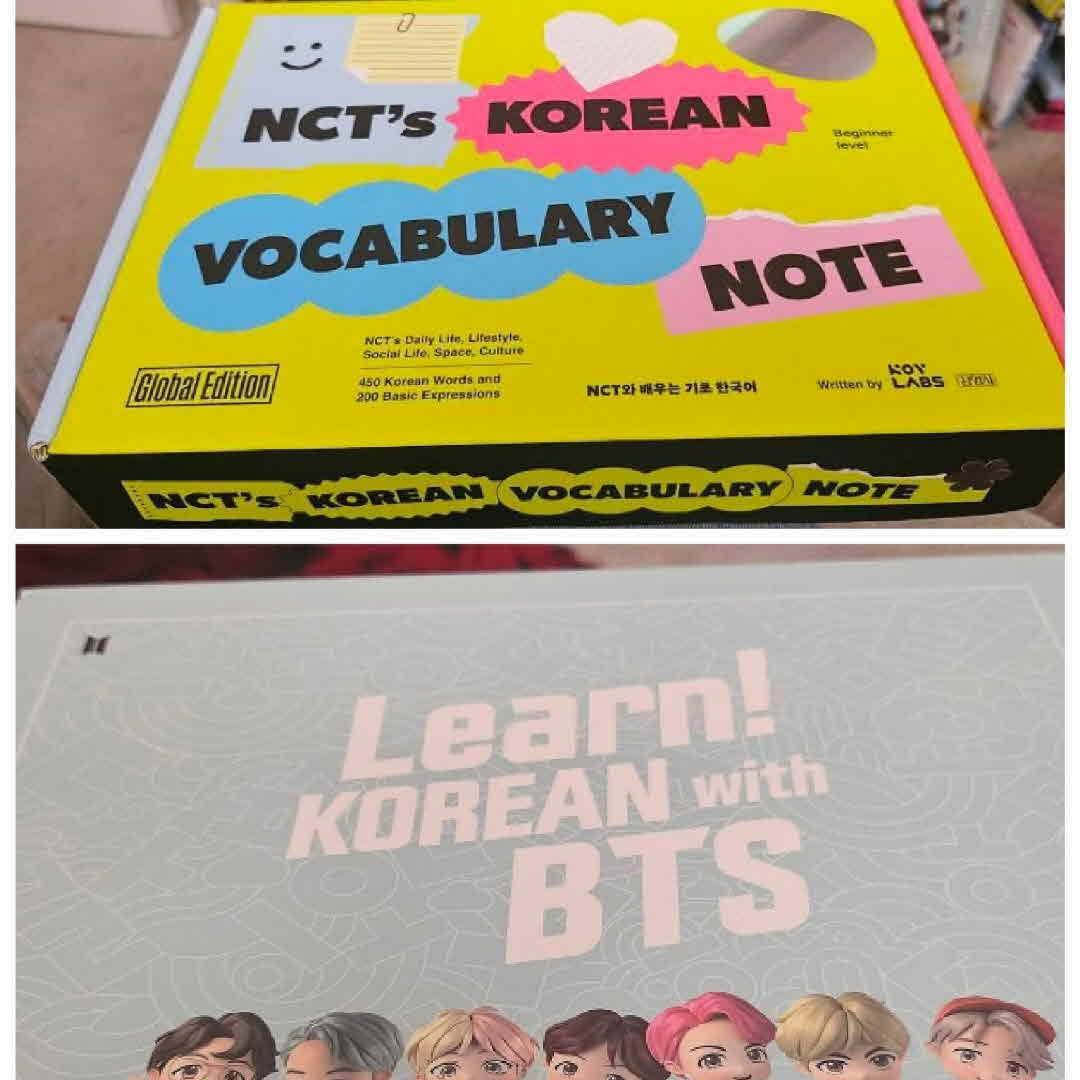 NCT's KOREAN
Beginner
level
VOCABULARY
NOTE
Global Edition
NCT's Daily Life, Lifestyle,
Social Life, Space, Culture
450 Korean Words and
200 Basic Expressions
NCT와 배우는 기초 한국어
Written by KOY LABS
NCT's KOREAN VOCABULARY NOTE
Learn!
KOREAN with
BTS